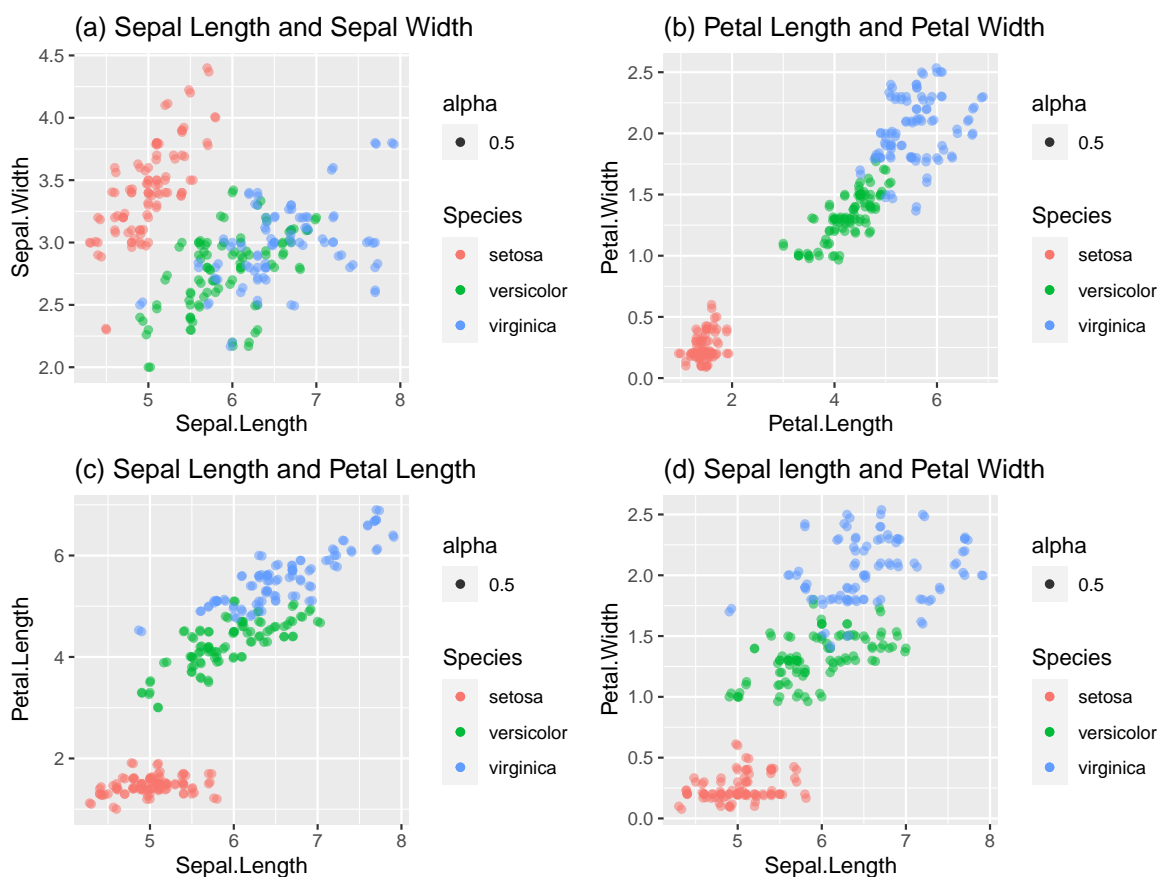 (a) Sepal Length and Sepal Width
4.5
4.0
3.5
3.0
2.5
2.0
Sepal.Width
5 6 7 8
Sepal.Length
alpha
0.5
Species
setosa
versicolor
virginica
(b) Petal Length and Petal Width
2.5
2.0
1.5
1.0
0.5
0.0
Petal.Width
2 4 6
Petal.Length
alpha
0.5
Species
setosa
versicolor
virginica
(c) Sepal Length and Petal Length
6
4
2
Petal.Length
5 6 7 8
Sepal.Length
alpha
0.5
Species
setosa
versicolor
virginica
(d) Sepal length and Petal Width
2.5
2.0
1.5
1.0
0.5
0.0
Petal.Width
5 6 7 8
Sepal.Length
alpha
0.5
Species
setosa
versicolor
virginica